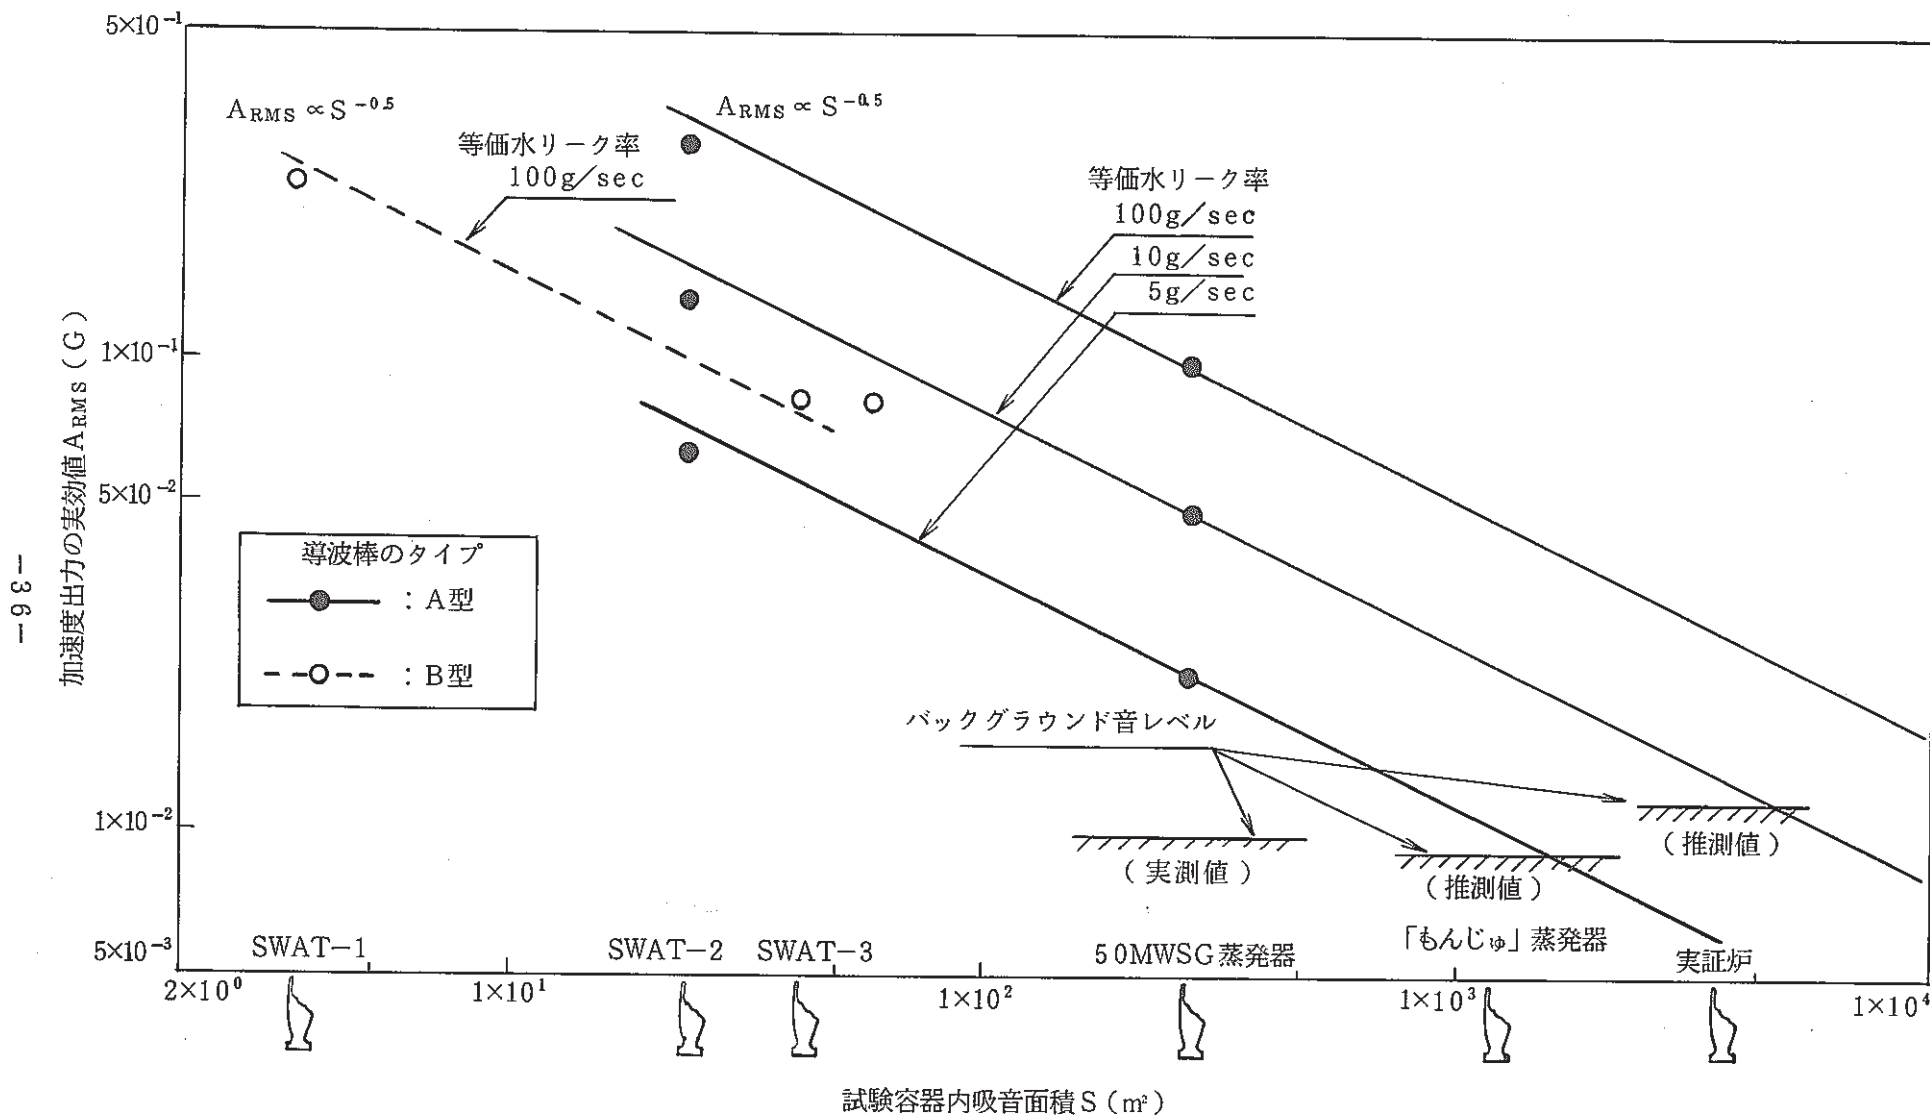 5×10⁻¹
A_RMS ∝ S⁻⁰·⁵
A_RMS ∝ S⁻⁰·⁵
等価水リーク率
100g/sec
等価水リーク率
100g/sec
10g/sec
5g/sec
加速度出力の実効値A_RMS(G)
1×10⁻¹
5×10⁻²
導波棒のタイプ
:A型
:B型
バックグラウンド音レベル
1×10⁻²
(実測値)
(推測値)
(推測値)
5×10⁻³
SWAT-1
SWAT-2
SWAT-3
50MWSG蒸発器
「もんじゅ」蒸発器
実証炉
2×10⁰
1×10¹
1×10²
1×10³
1×10⁴
試験容器内吸音面積S(m²)
-36-